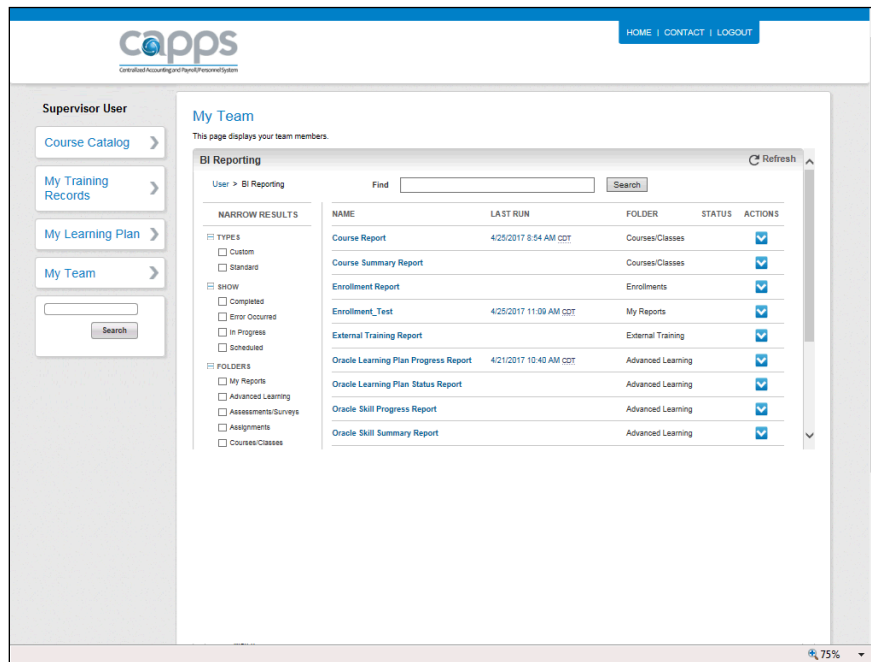 HOME | CONTACT | LOGOUT
capps
Centralized Accounting and Payroll/Personnel System
Supervisor User
Course Catalog
My Training
Records
My Learning Plan
My Team
Search
My Team
This page displays your team members.
BI Reporting
Refresh
User > BI Reporting
Find
Search
NARROW RESULTS
TYPES
Custom
Standard
SHOW
Completed
Error Occurred
In Progress
Scheduled
FOLDERS
My Reports
Advanced Learning
Assessments/Surveys
Assignments
Courses/Classes
NAME LAST RUN FOLDER STATUS ACTIONS
Course Report 4/25/2017 8:54 AM CDT Courses/Classes
Course Summary Report Courses/Classes
Enrollment Report Enrollments
Enrollment_Test 4/25/2017 11:09 AM CDT My Reports
External Training Report External Training
Oracle Learning Plan Progress Report 4/21/2017 10:40 AM CDT Advanced Learning
Oracle Learning Plan Status Report Advanced Learning
Oracle Skill Progress Report Advanced Learning
Oracle Skill Summary Report Advanced Learning
75%